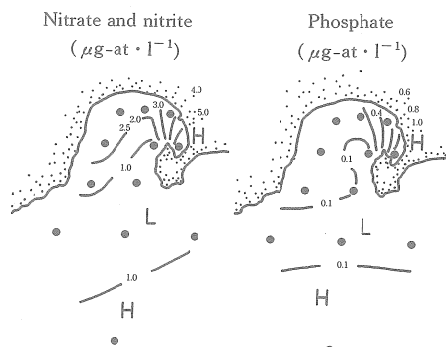 Nitrate and nitrite
(μg-at · l⁻¹)
4.0
3.0
5.0
2.0
2.5
H
1.0
L
1.0
H
Phosphate
(μg-at · l⁻¹)
0.6
0.8
0.4
1.0
H
0.1
0.1
L
0.1
H